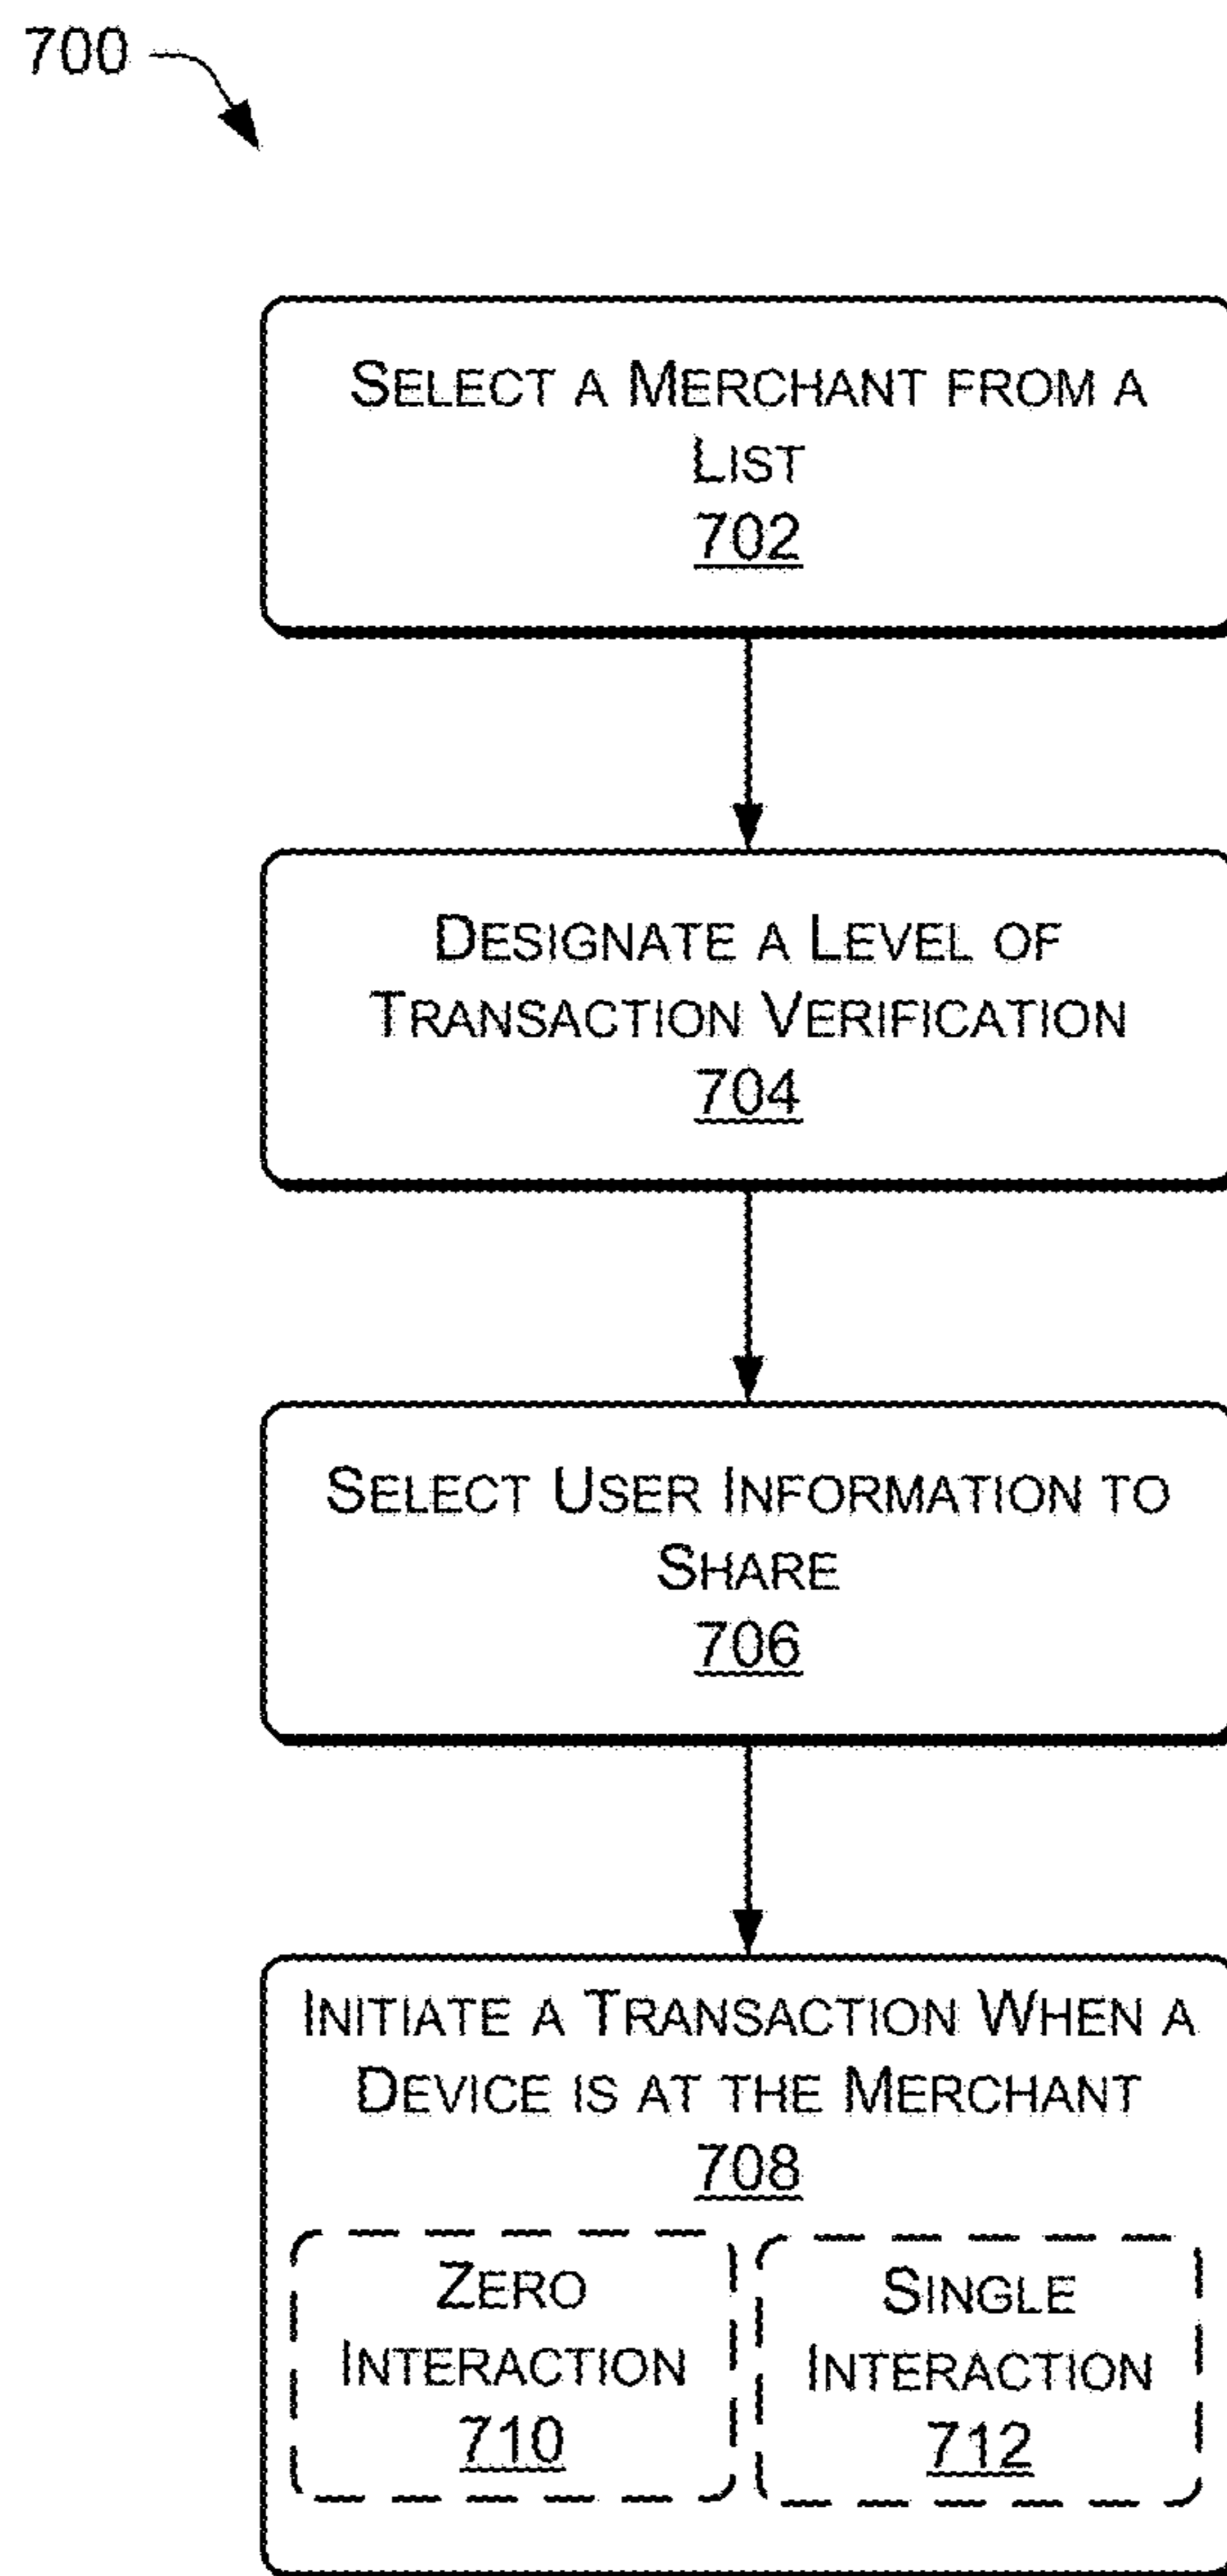 700
SELECT A MERCHANT FROM A
LIST
702
DESIGNATE A LEVEL OF
TRANSACTION VERIFICATION
704
SELECT USER INFORMATION TO
SHARE
706
INITIATE A TRANSACTION WHEN A
DEVICE IS AT THE MERCHANT
708
ZERO
INTERACTION
710
SINGLE
INTERACTION
712